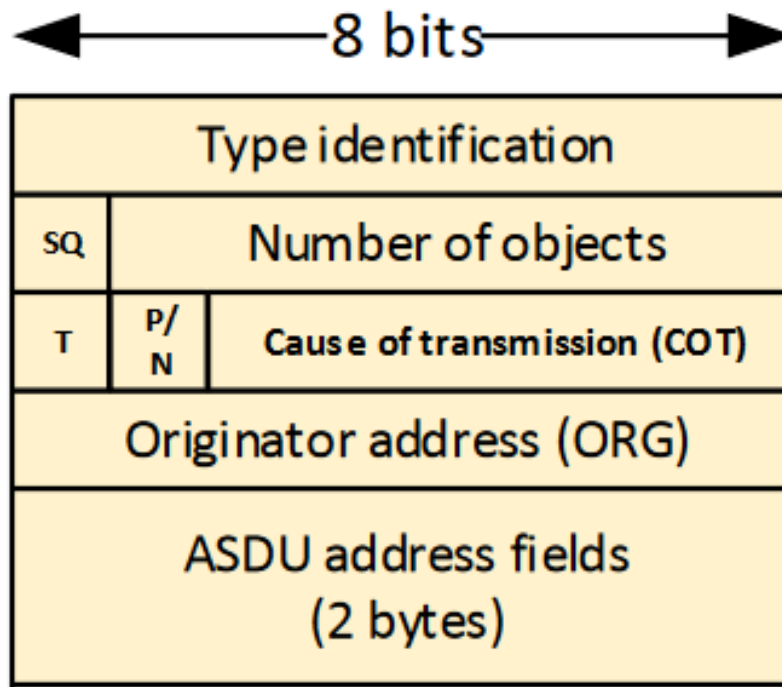 8 bits
Type identification
SQ
Number of objects
T
P/
N
Cause of transmission (COT)
Originator address (ORG)
ASDU address fields
(2 bytes)